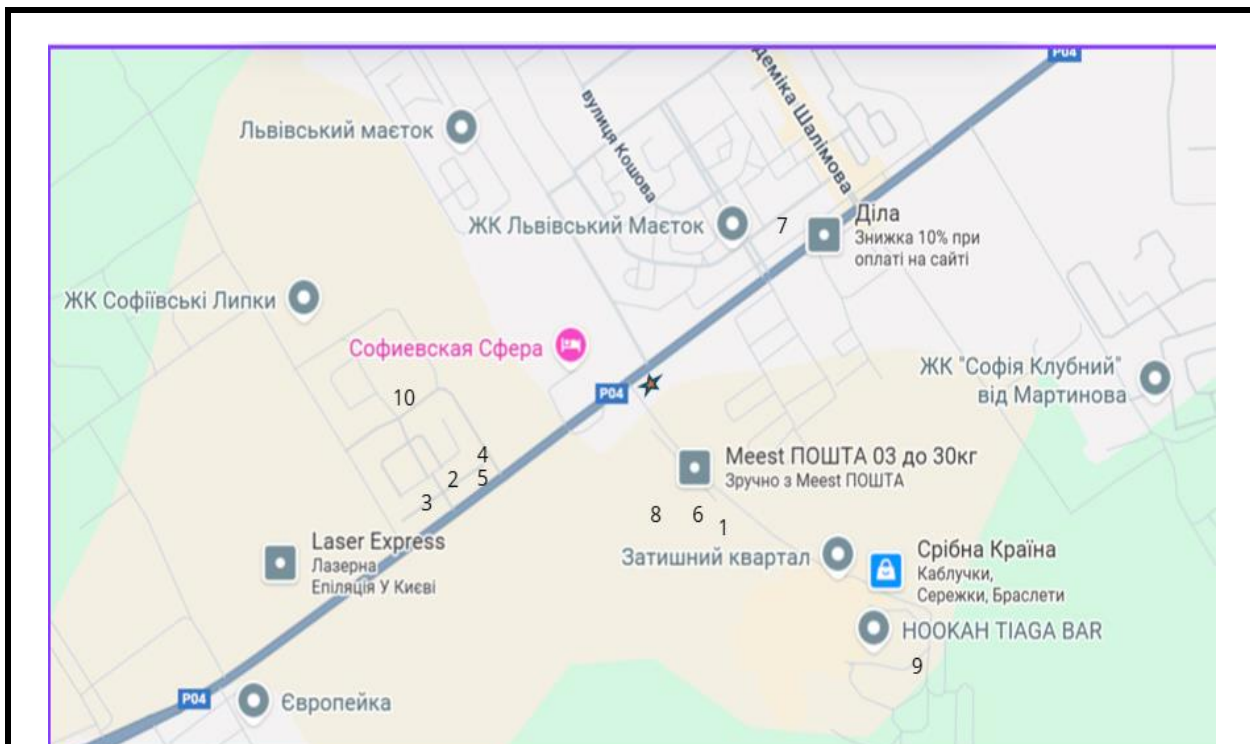 P04
деміка Шалімова
Львівський маєток
вулиця Кошова
ЖК Львівський Маєток
7
Діла
Знижка 10% при
оплаті на сайті
ЖК Софіївські Липки
Софиевская Сфера
P04
ЖК "Софія Клубний"
від Мартинова
10
4
Meest ПОШТА 03 до 30кг
Зручно з Meest ПОШТА
2
5
3
8
6
1
Laser Express
Лазерна
Епіляція У Києві
Затишний квартал
Срібна Країна
Каблучки,
Сережки, Браслети
HOOKAH TIAGA BAR
9
P04
Європейка